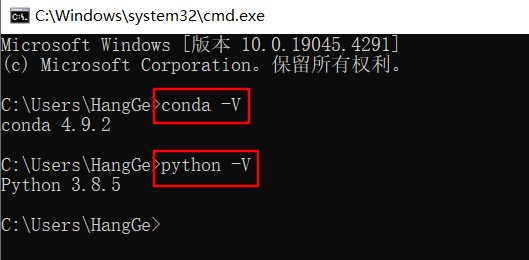 C:\Windows\system32\cmd.exe
Microsoft Windows [版本 10.0.19045.4291]
(c) Microsoft Corporation。保留所有权利。
C:\Users\HangGe>conda -V
conda 4.9.2
C:\Users\HangGe>python -V
Python 3.8.5
C:\Users\HangGe>